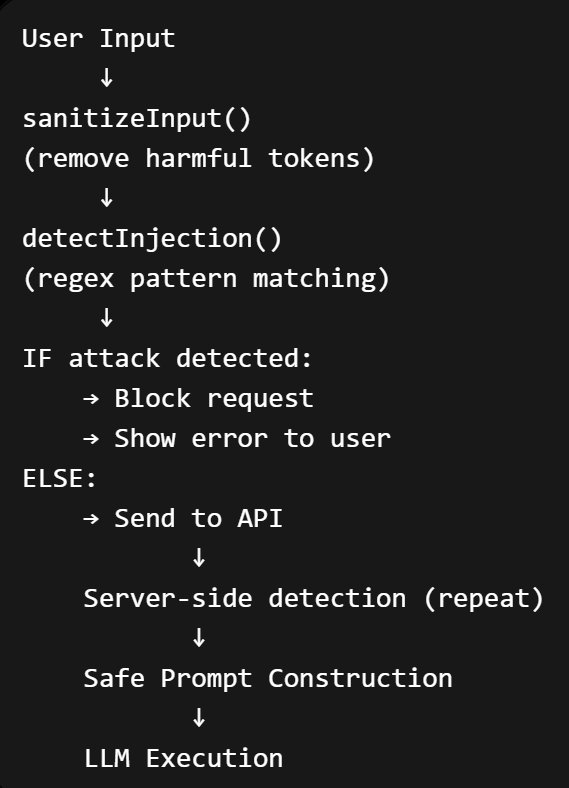 User Input
↓
sanitizeInput()
(remove harmful tokens)
↓
detectInjection()
(regex pattern matching)
↓
IF attack detected:
→ Block request
→ Show error to user
ELSE:
→ Send to API
↓
Server-side detection (repeat)
↓
Safe Prompt Construction
↓
LLM Execution